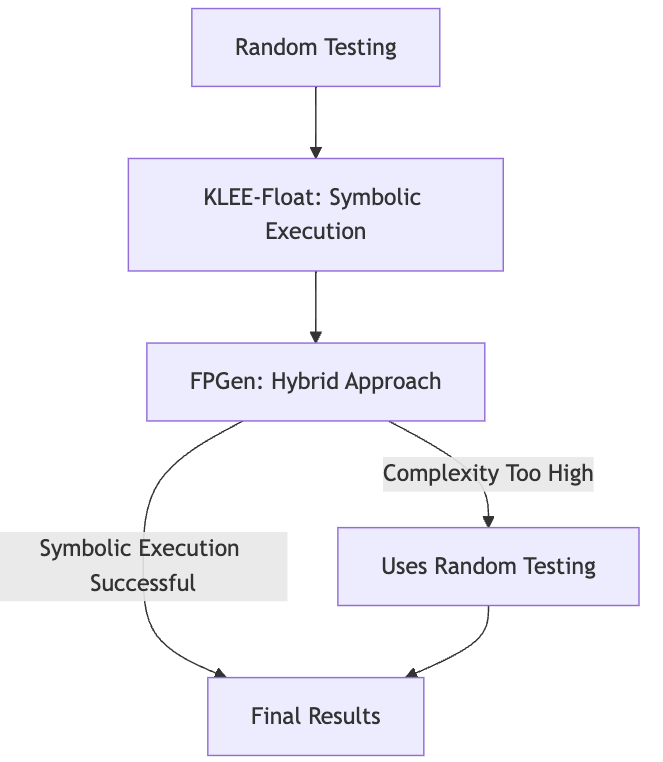 Random Testing
KLEE-Float: Symbolic
Execution
FPGen: Hybrid Approach
Complexity Too High
Symbolic Execution
Successful
Uses Random Testing
Final Results